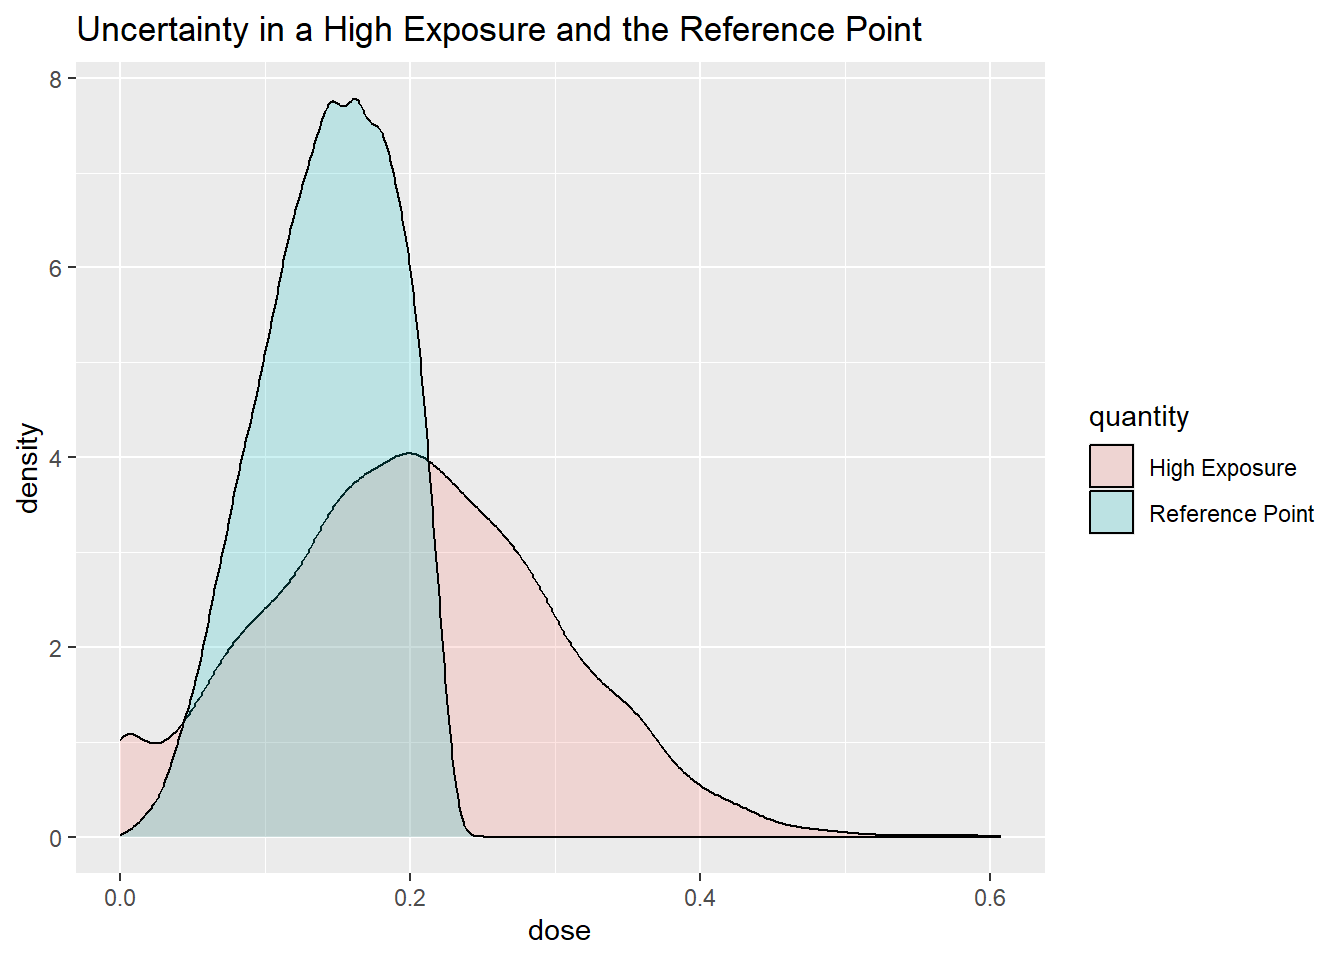 Uncertainty in a High Exposure and the Reference Point
8
6
4
2
0
density
0.0
0.2
0.4
0.6
dose
quantity
High Exposure
Reference Point